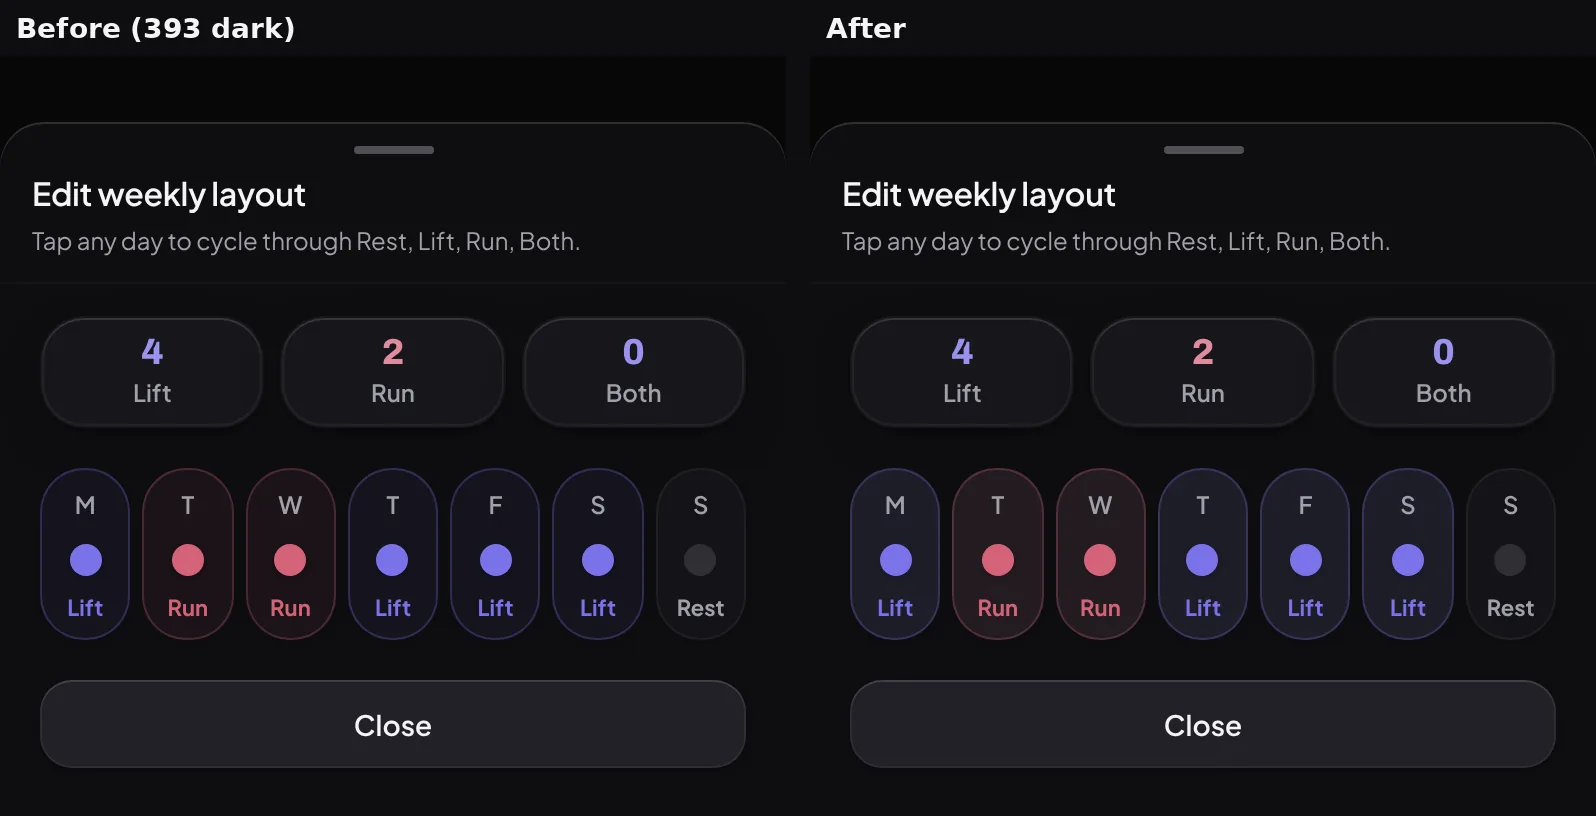 Before (393 dark)
Edit weekly layout
Tap any day to cycle through Rest, Lift, Run, Both.
4 2 0
Lift Run Both
M T W T F S S
Lift Run Run Lift Lift Lift Rest
Close
After
Edit weekly layout
Tap any day to cycle through Rest, Lift, Run, Both.
4 2 0
Lift Run Both
M T W T F S S
Lift Run Run Lift Lift Lift Rest
Close